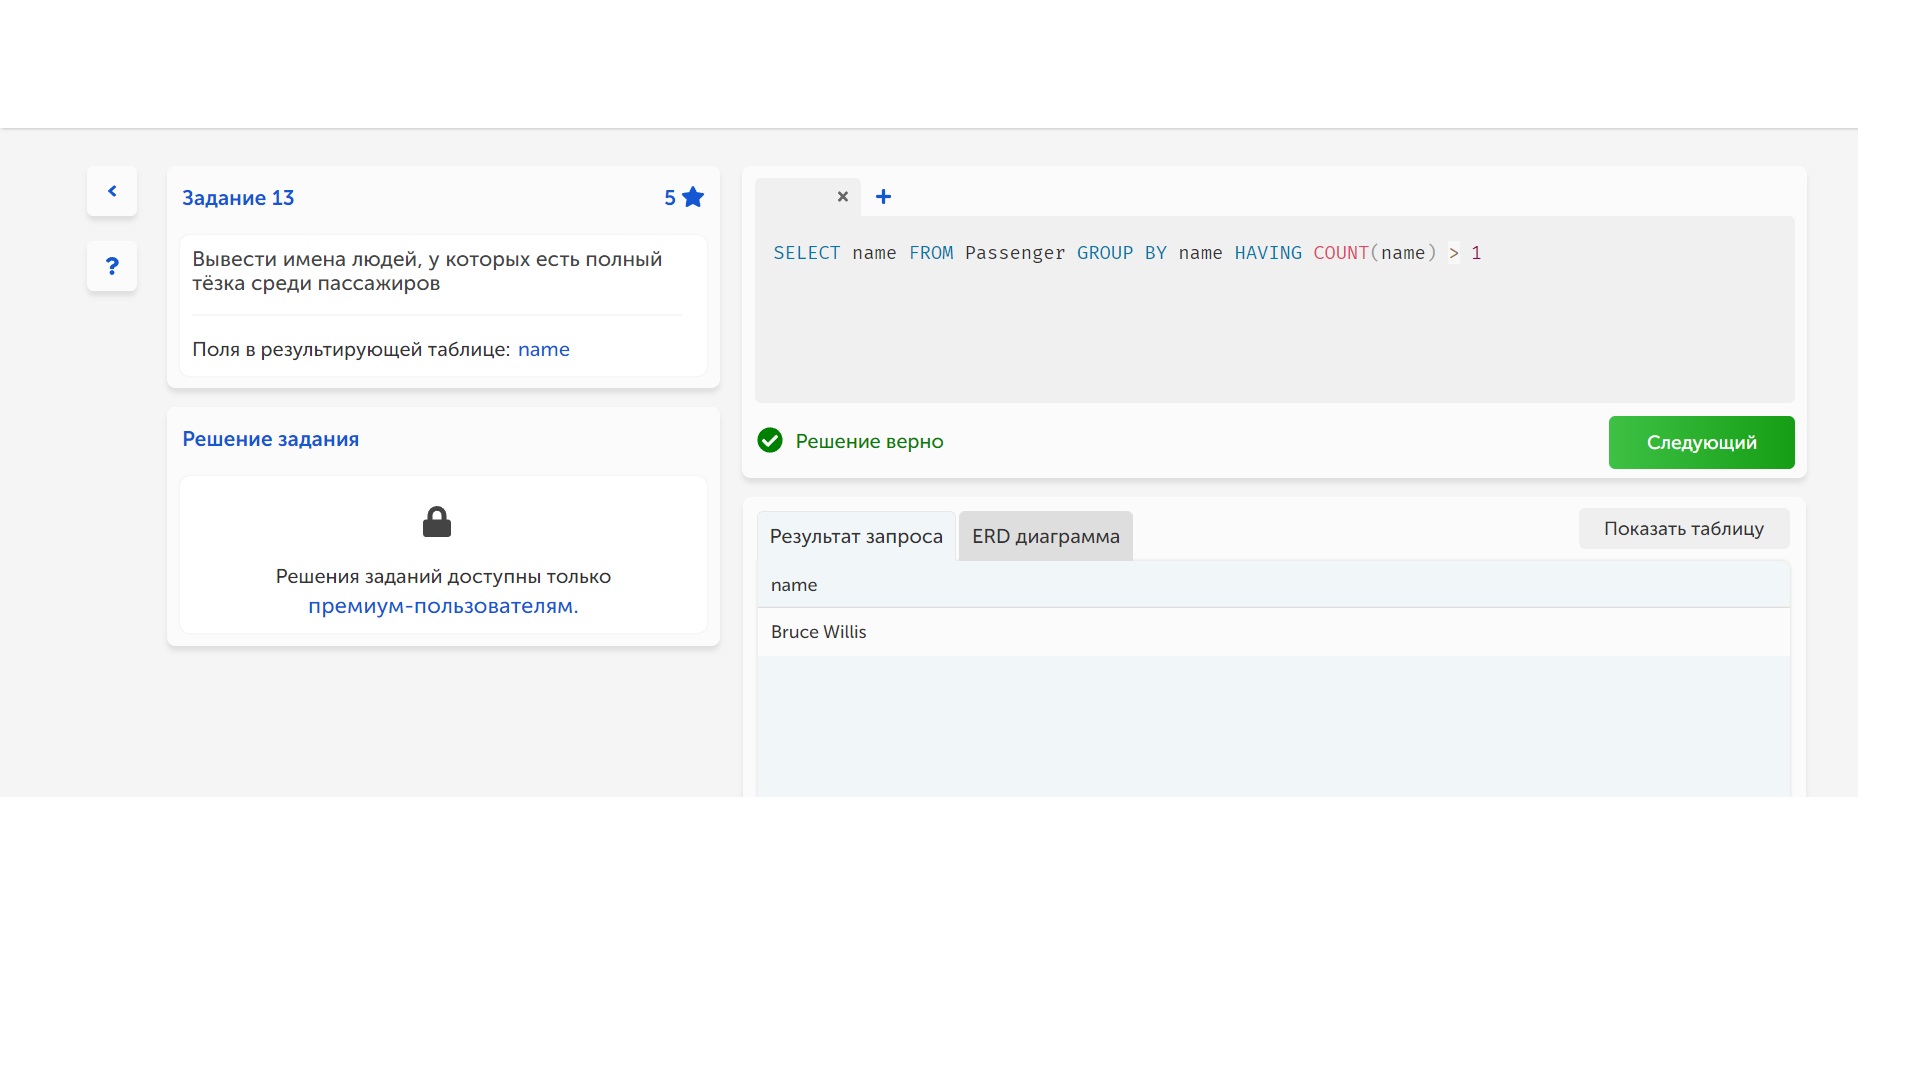 Задание 13
5
Вывести имена людей, у которых есть полный
тёзка среди пассажиров
Поля в результирующей таблице: name
Решение задания
Решения заданий доступны только
премиум-пользователям.
SELECT name FROM Passenger GROUP BY name HAVING COUNT(name) > 1
Решение верно
Следующий
Результат запроса
ERD диаграмма
Показать таблицу
name
Bruce Willis